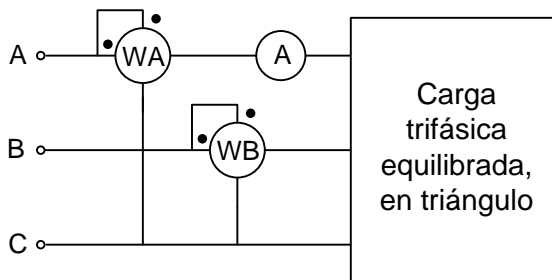 A
WA
A
B
WB
C
Carga
trifásica
equilibrada,
en triángulo